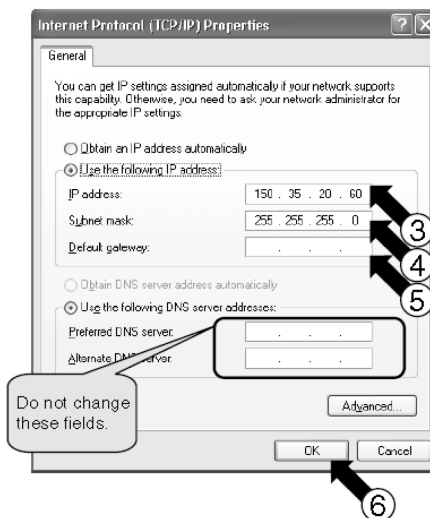 Internet Protocol (TCP/IP) Properties
General
You can get IP settings assigned automatically if your network supports
this capability. Otherwise, you need to ask your network administrator for
the appropriate IP settings.
Obtain an IP address automatically
Use the following IP address:
IP address: 150 . 35 . 20 . 60
③
Subnet mask: 255 . 255 . 255 . 0
④
Default gateway: . . .
⑤
Obtain DNS server address automatically
Use the following DNS server addresses:
Preferred DNS server: . . .
Alternate DNS server: . . .
Do not change
these fields.
Advanced...
OK Cancel
⑥